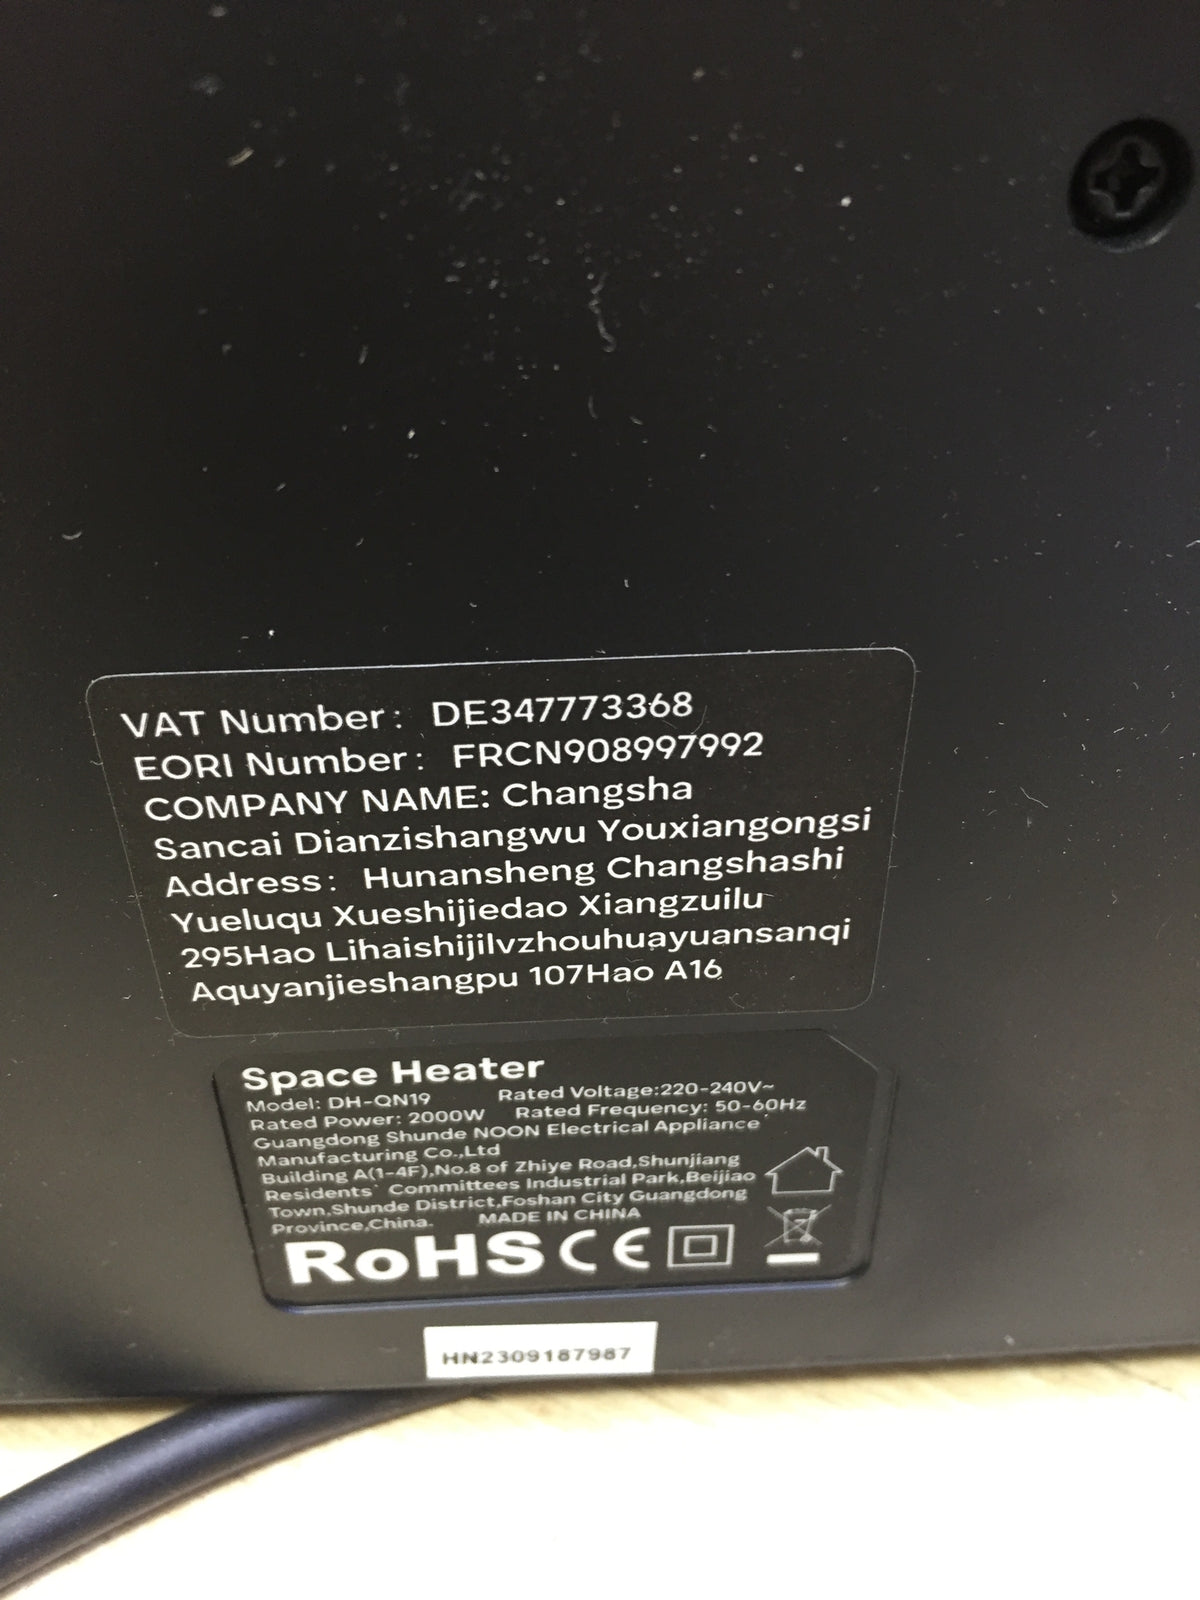 VAT Number: DE347773368
EORI Number: FRCN908997992
COMPANY NAME: Changsha
Sancai Dianzishangwu Youxiangongsi
Address: Hunansheng Changshashi
Yueluqu Xueshijiedao Xiangzuilu
295Hao Lihaishijilvzhouhuayuansanqi
Aquyanjieshangpu 107Hao A16
Space Heater
Model: DH-QN19 Rated Voltage:220-240V~
Rated Power: 2000W Rated Frequency: 50-60Hz
Guangdong Shunde NOON Electrical Appliance
Manufacturing Co.,Ltd
Building A(1-4F),No.8 of Zhiye Road,Shunjiang
Residents' Committees Industrial Park,Beijiao
Town,Shunde District,Foshan City Guangdong
Province,China. MADE IN CHINA
RoHS CE
HN2309187987